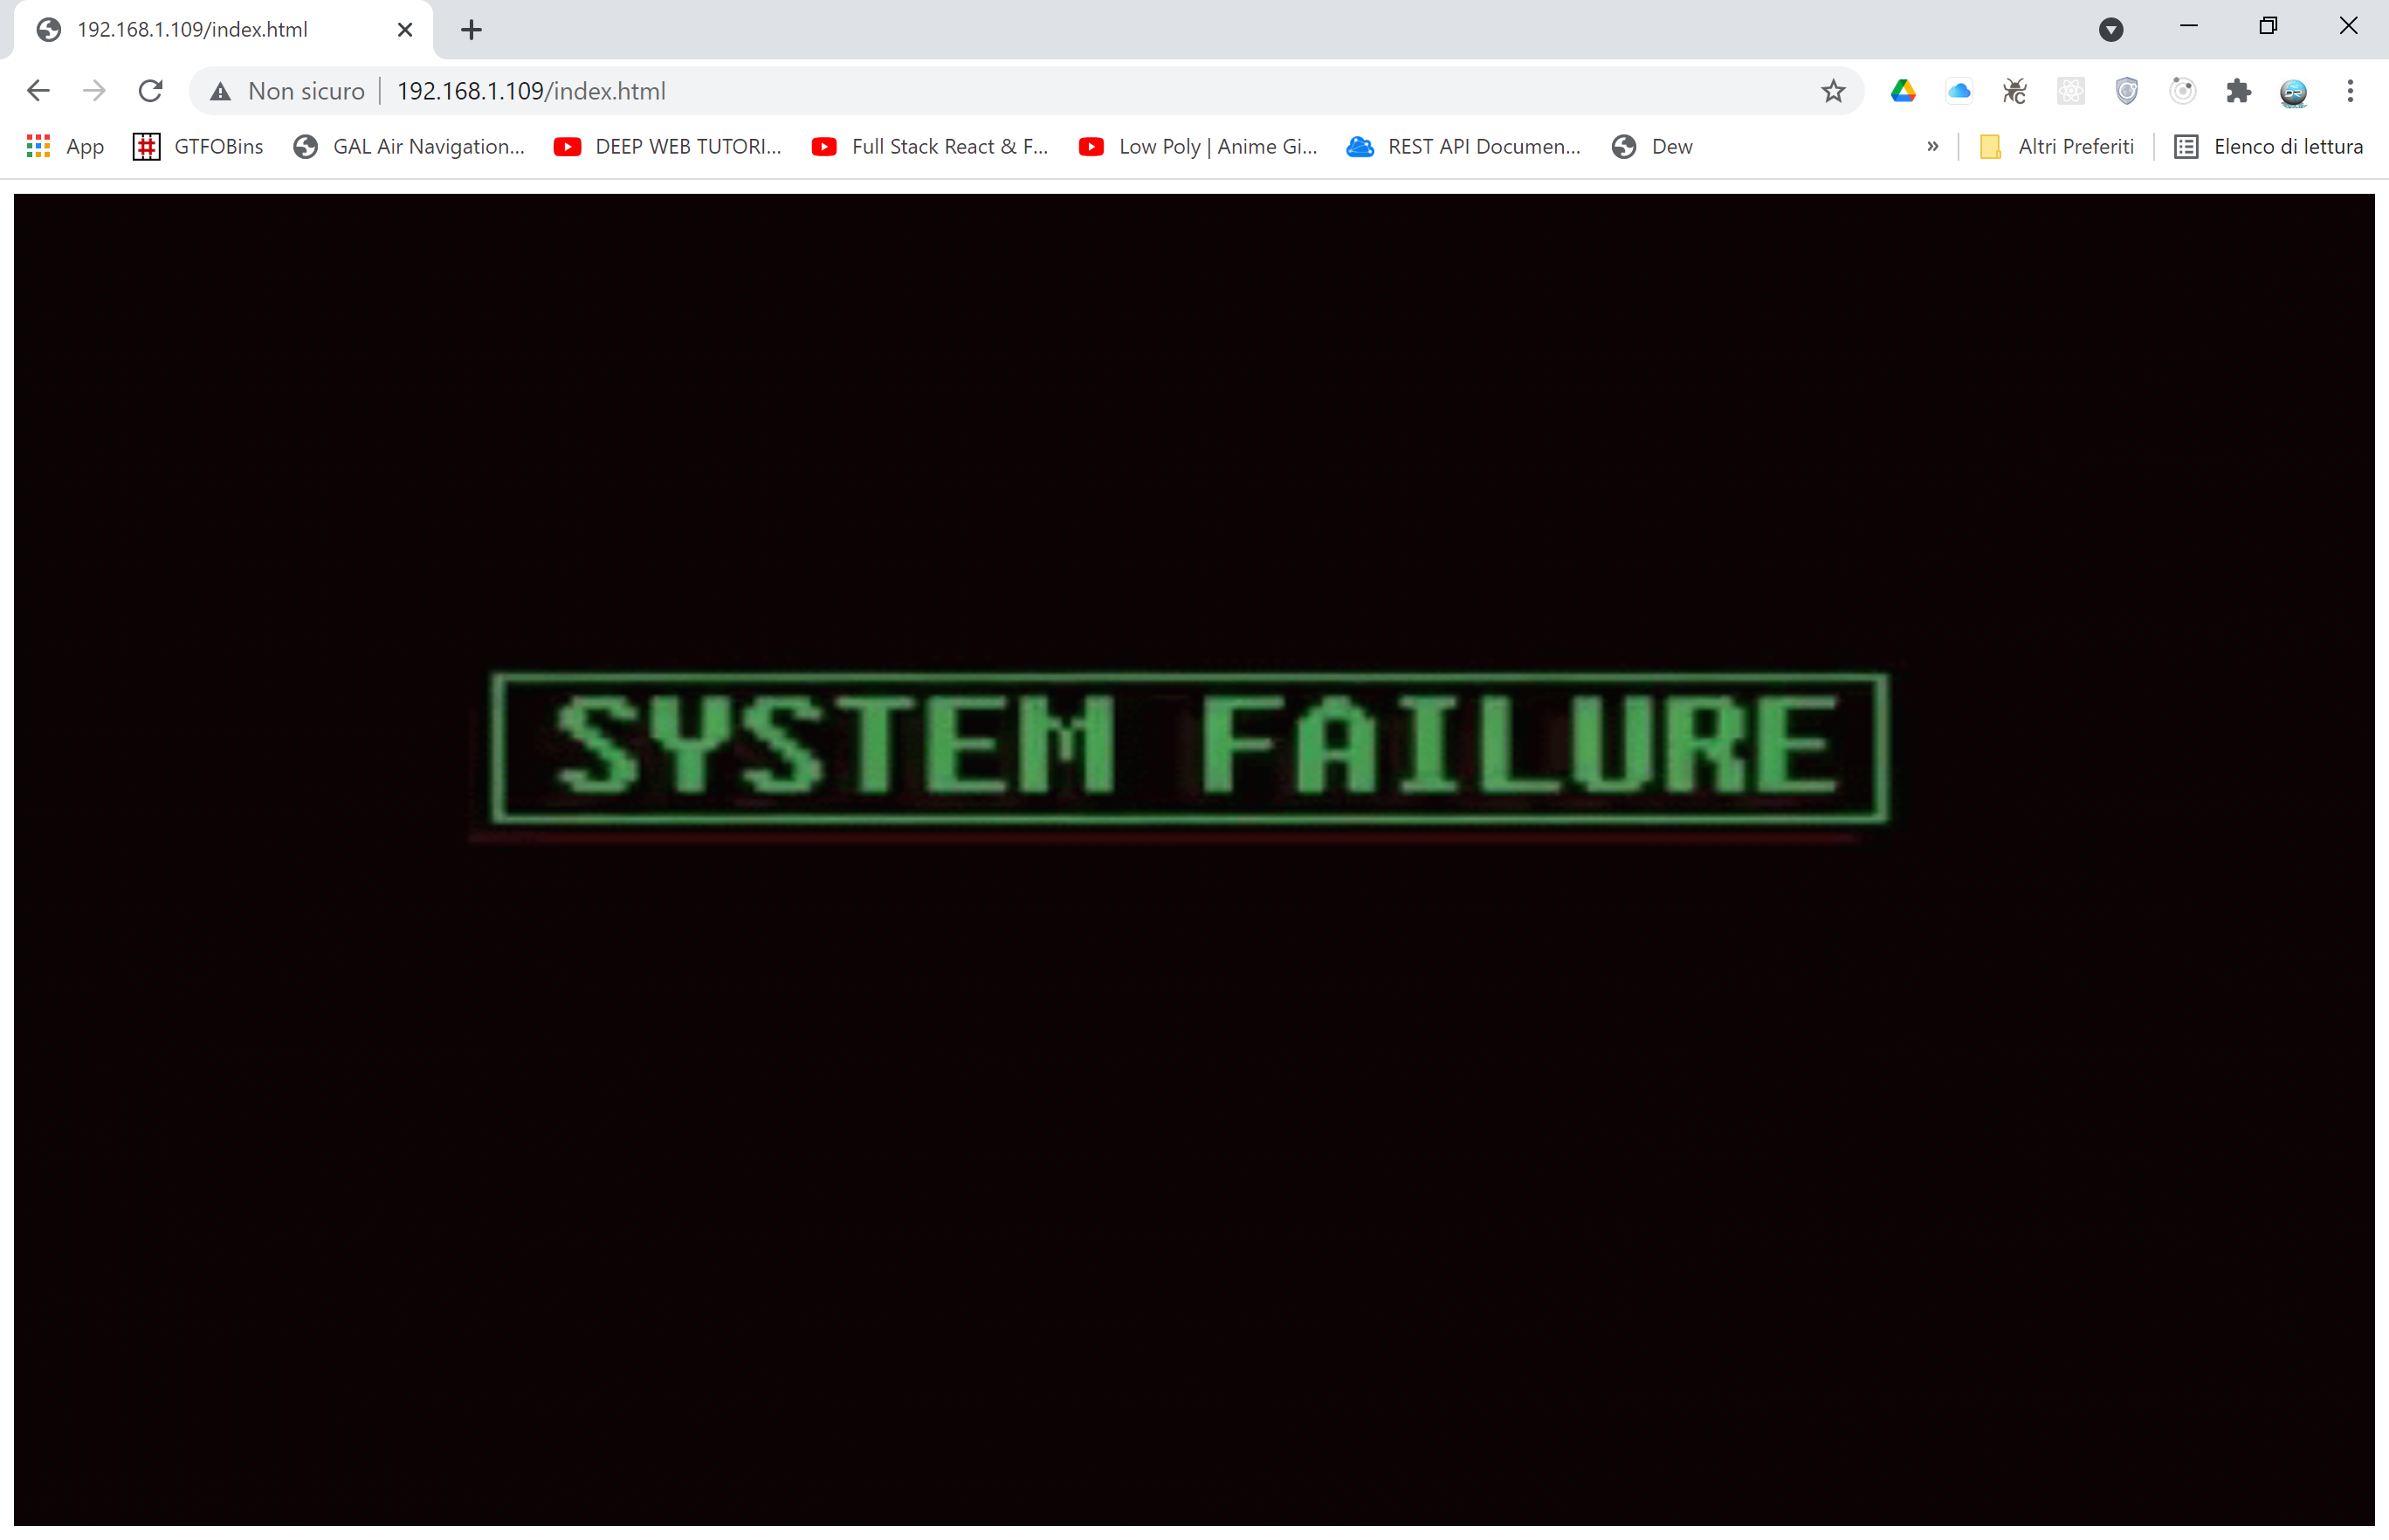 192.168.1.109/index.html
Non sicuro 192.168.1.109/index.html
App GTFOBins GAL Air Navigation... DEEP WEB TUTORI... Full Stack React & F... Low Poly | Anime Gi... REST API Documen... Dew » Altri Preferiti Elenco di lettura
SYSTEM FAILURE